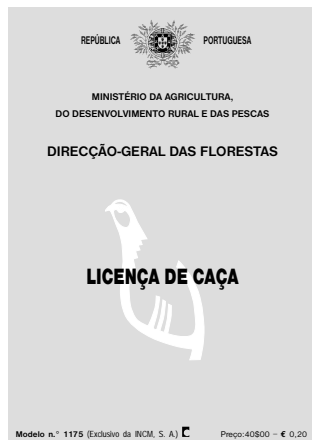 REPÚBLICA PORTUGUESA
MINISTÉRIO DA AGRICULTURA,
DO DESENVOLVIMENTO RURAL E DAS PESCAS
DIRECÇÃO-GERAL DAS FLORESTAS
LICENÇA DE CAÇA
Modelo n.° 1175 (Exclusivo da INCM, S. A.) Preço:40$00 – € 0,20